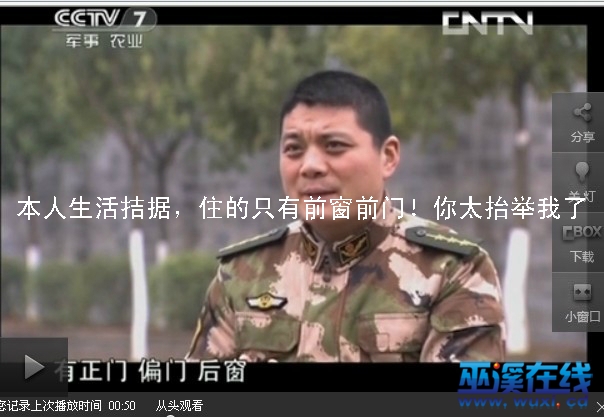 CCTV 7
CNTV
军事 农业
分享
关灯
本人生活拮据，住的只有前窗前门！你太抬举我了
CBOX
下载
小窗口
有正门 偏门 后窗
巫溪在线
www.wuxi.cd
您记录上次播放时间 00:50 从头观看